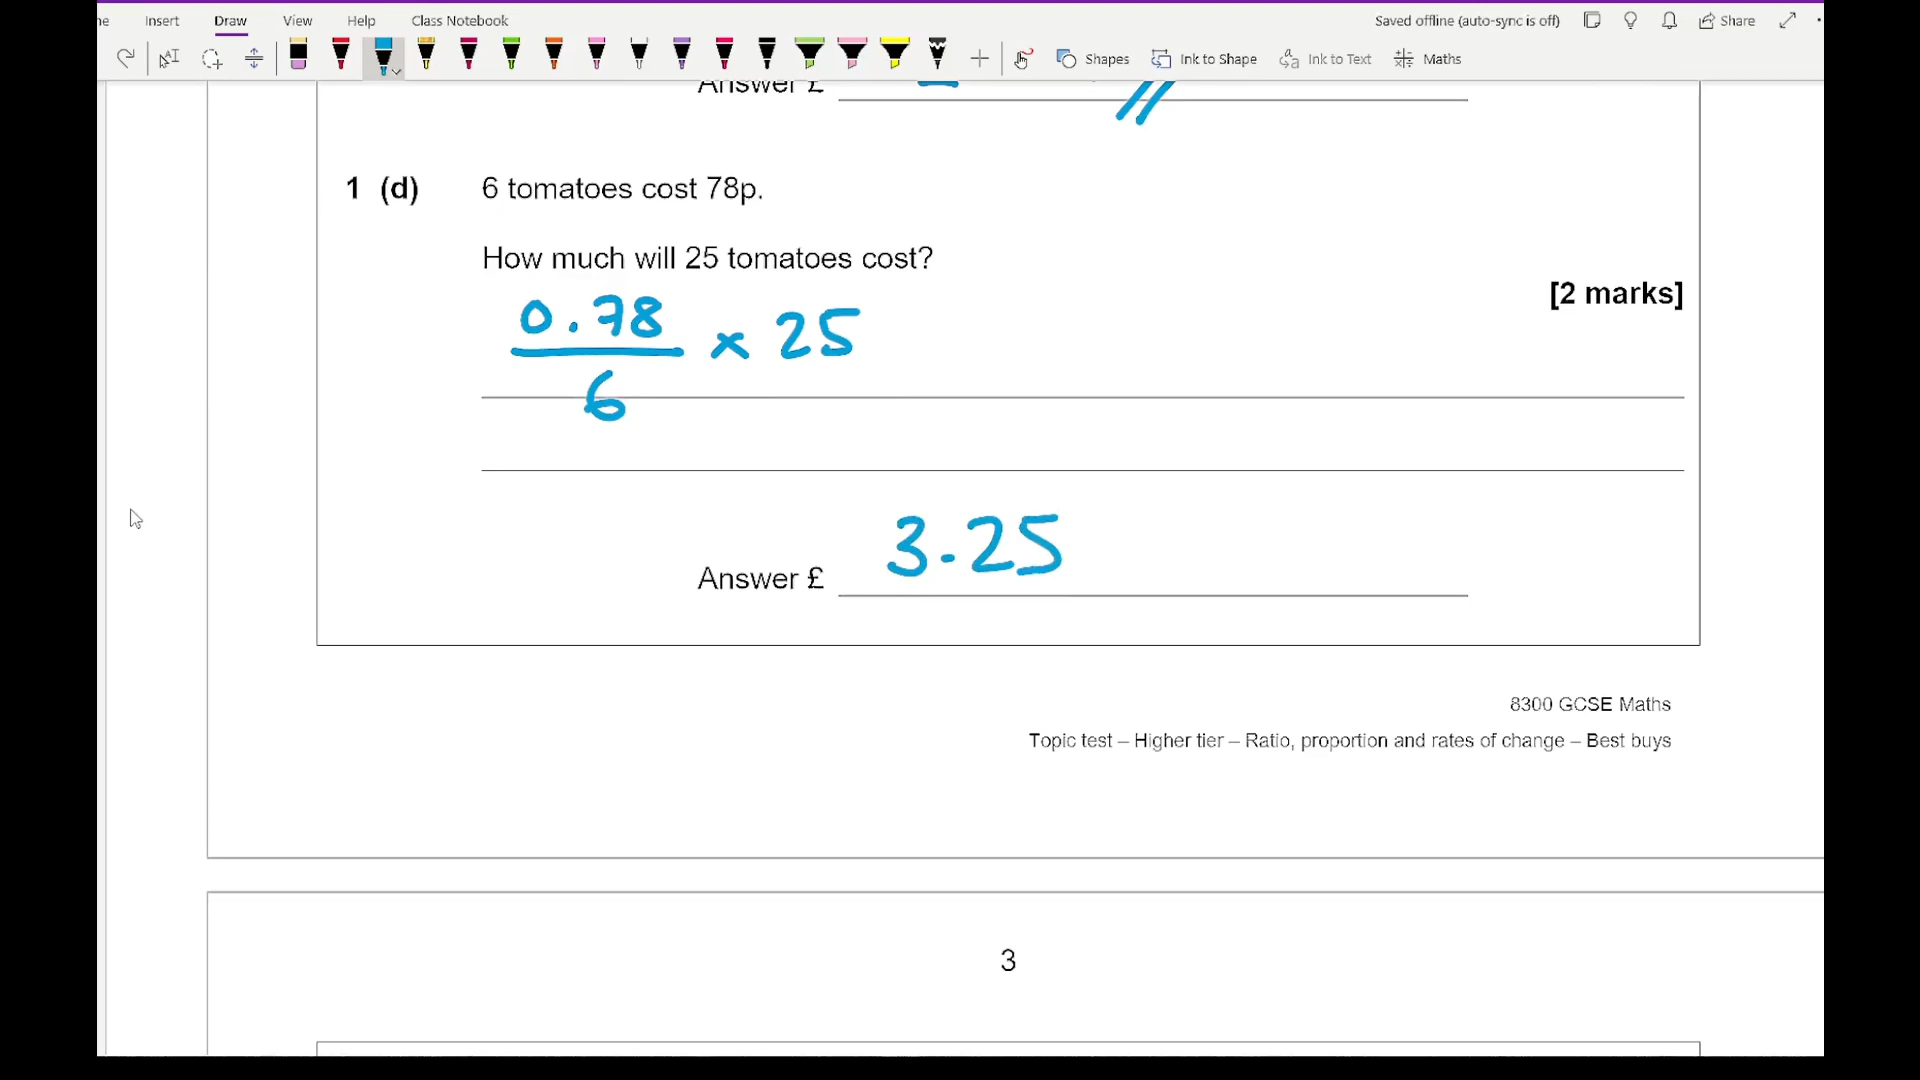 Insert Draw View Help Class Notebook Saved offline (auto-sync is off) Share
Shapes Ink to Shape Ink to Text Maths
Answer £
1 (d) 6 tomatoes cost 78p.
How much will 25 tomatoes cost?
[2 marks]
0.78
× 25
6
Answer £ 3.25
8300 GCSE Maths
Topic test – Higher tier – Ratio, proportion and rates of change – Best buys
3